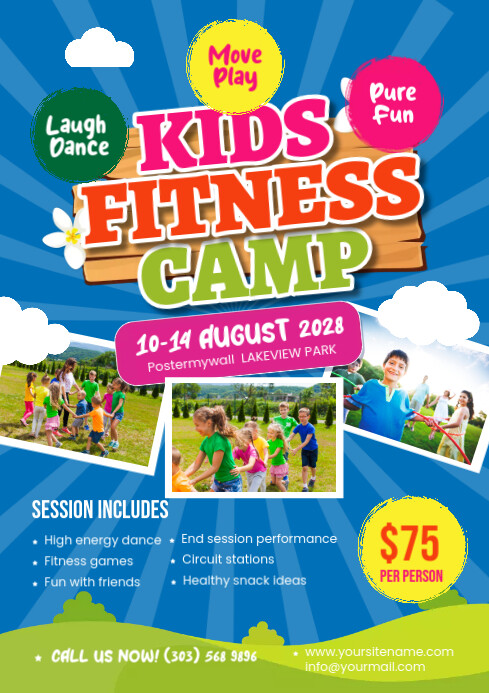 Move
Play
Pure
Fun
Laugh
Dance
KIDS
FITNESS
CAMP
10-14 AUGUST 2028
Postermywall LAKEVIEW PARK
SESSION INCLUDES
High energy dance
Fitness games
Fun with friends
End session performance
Circuit stations
Healthy snack ideas
$75
PER PERSON
CALL US NOW! (303) 568 9896
www.yoursitename.com
info@yourmail.com